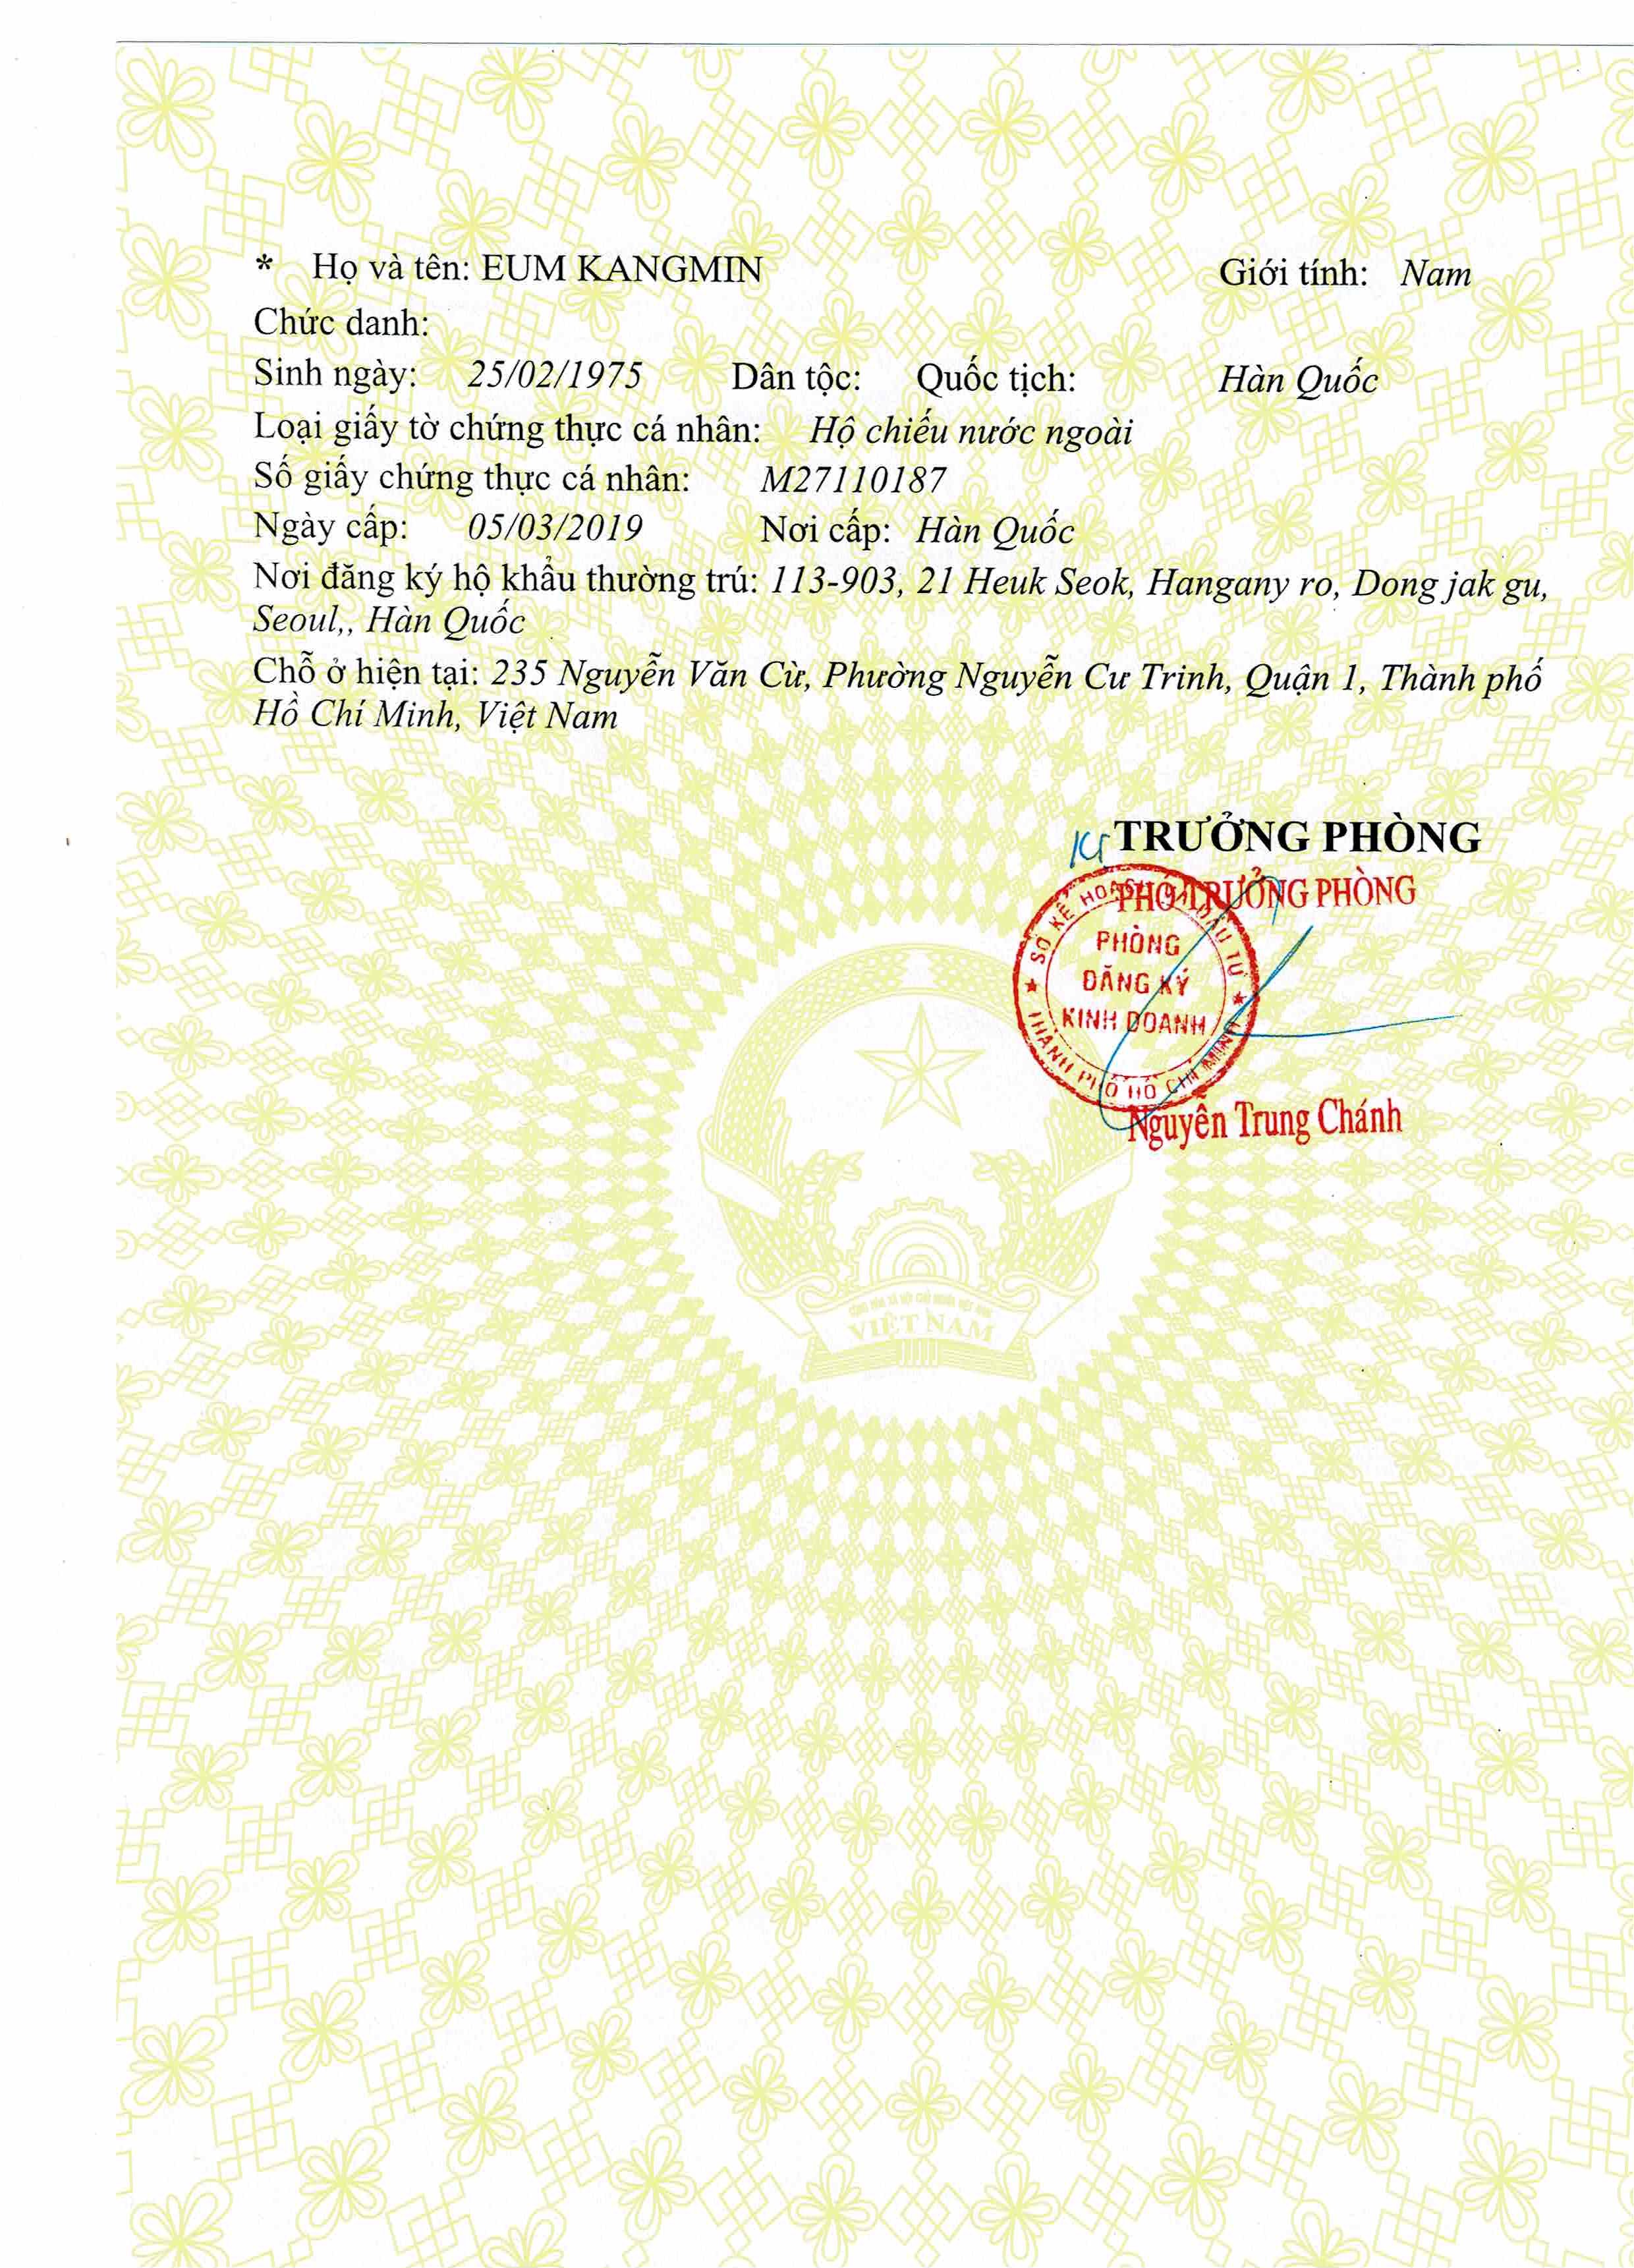 * Họ và tên: EUM KANGMIN Giới tính: Nam
Chức danh:
Sinh ngày: 25/02/1975 Dân tộc: Quốc tịch: Hàn Quốc
Loại giấy tờ chứng thực cá nhân: Hộ chiếu nước ngoài
Số giấy chứng thực cá nhân: M27110187
Ngày cấp: 05/03/2019 Nơi cấp: Hàn Quốc
Nơi đăng ký hộ khẩu thường trú: 113-903, 21 Heuk Seok, Hangany ro, Dong jak gu,
Seoul,, Hàn Quốc
Chỗ ở hiện tại: 235 Nguyễn Văn Cừ, Phường Nguyễn Cư Trinh, Quận 1, Thành phố
Hồ Chí Minh, Việt Nam
TRƯỞNG PHÒNG
PHÓ TRƯỞNG PHÒNG
SỞ KẾ HOẠCH VÀ ĐẦU TƯ
PHÒNG
ĐĂNG KÝ
KINH DOANH
THÀNH PHỐ HỒ CHÍ MINH
Nguyễn Trung Chánh
VIỆT NAM